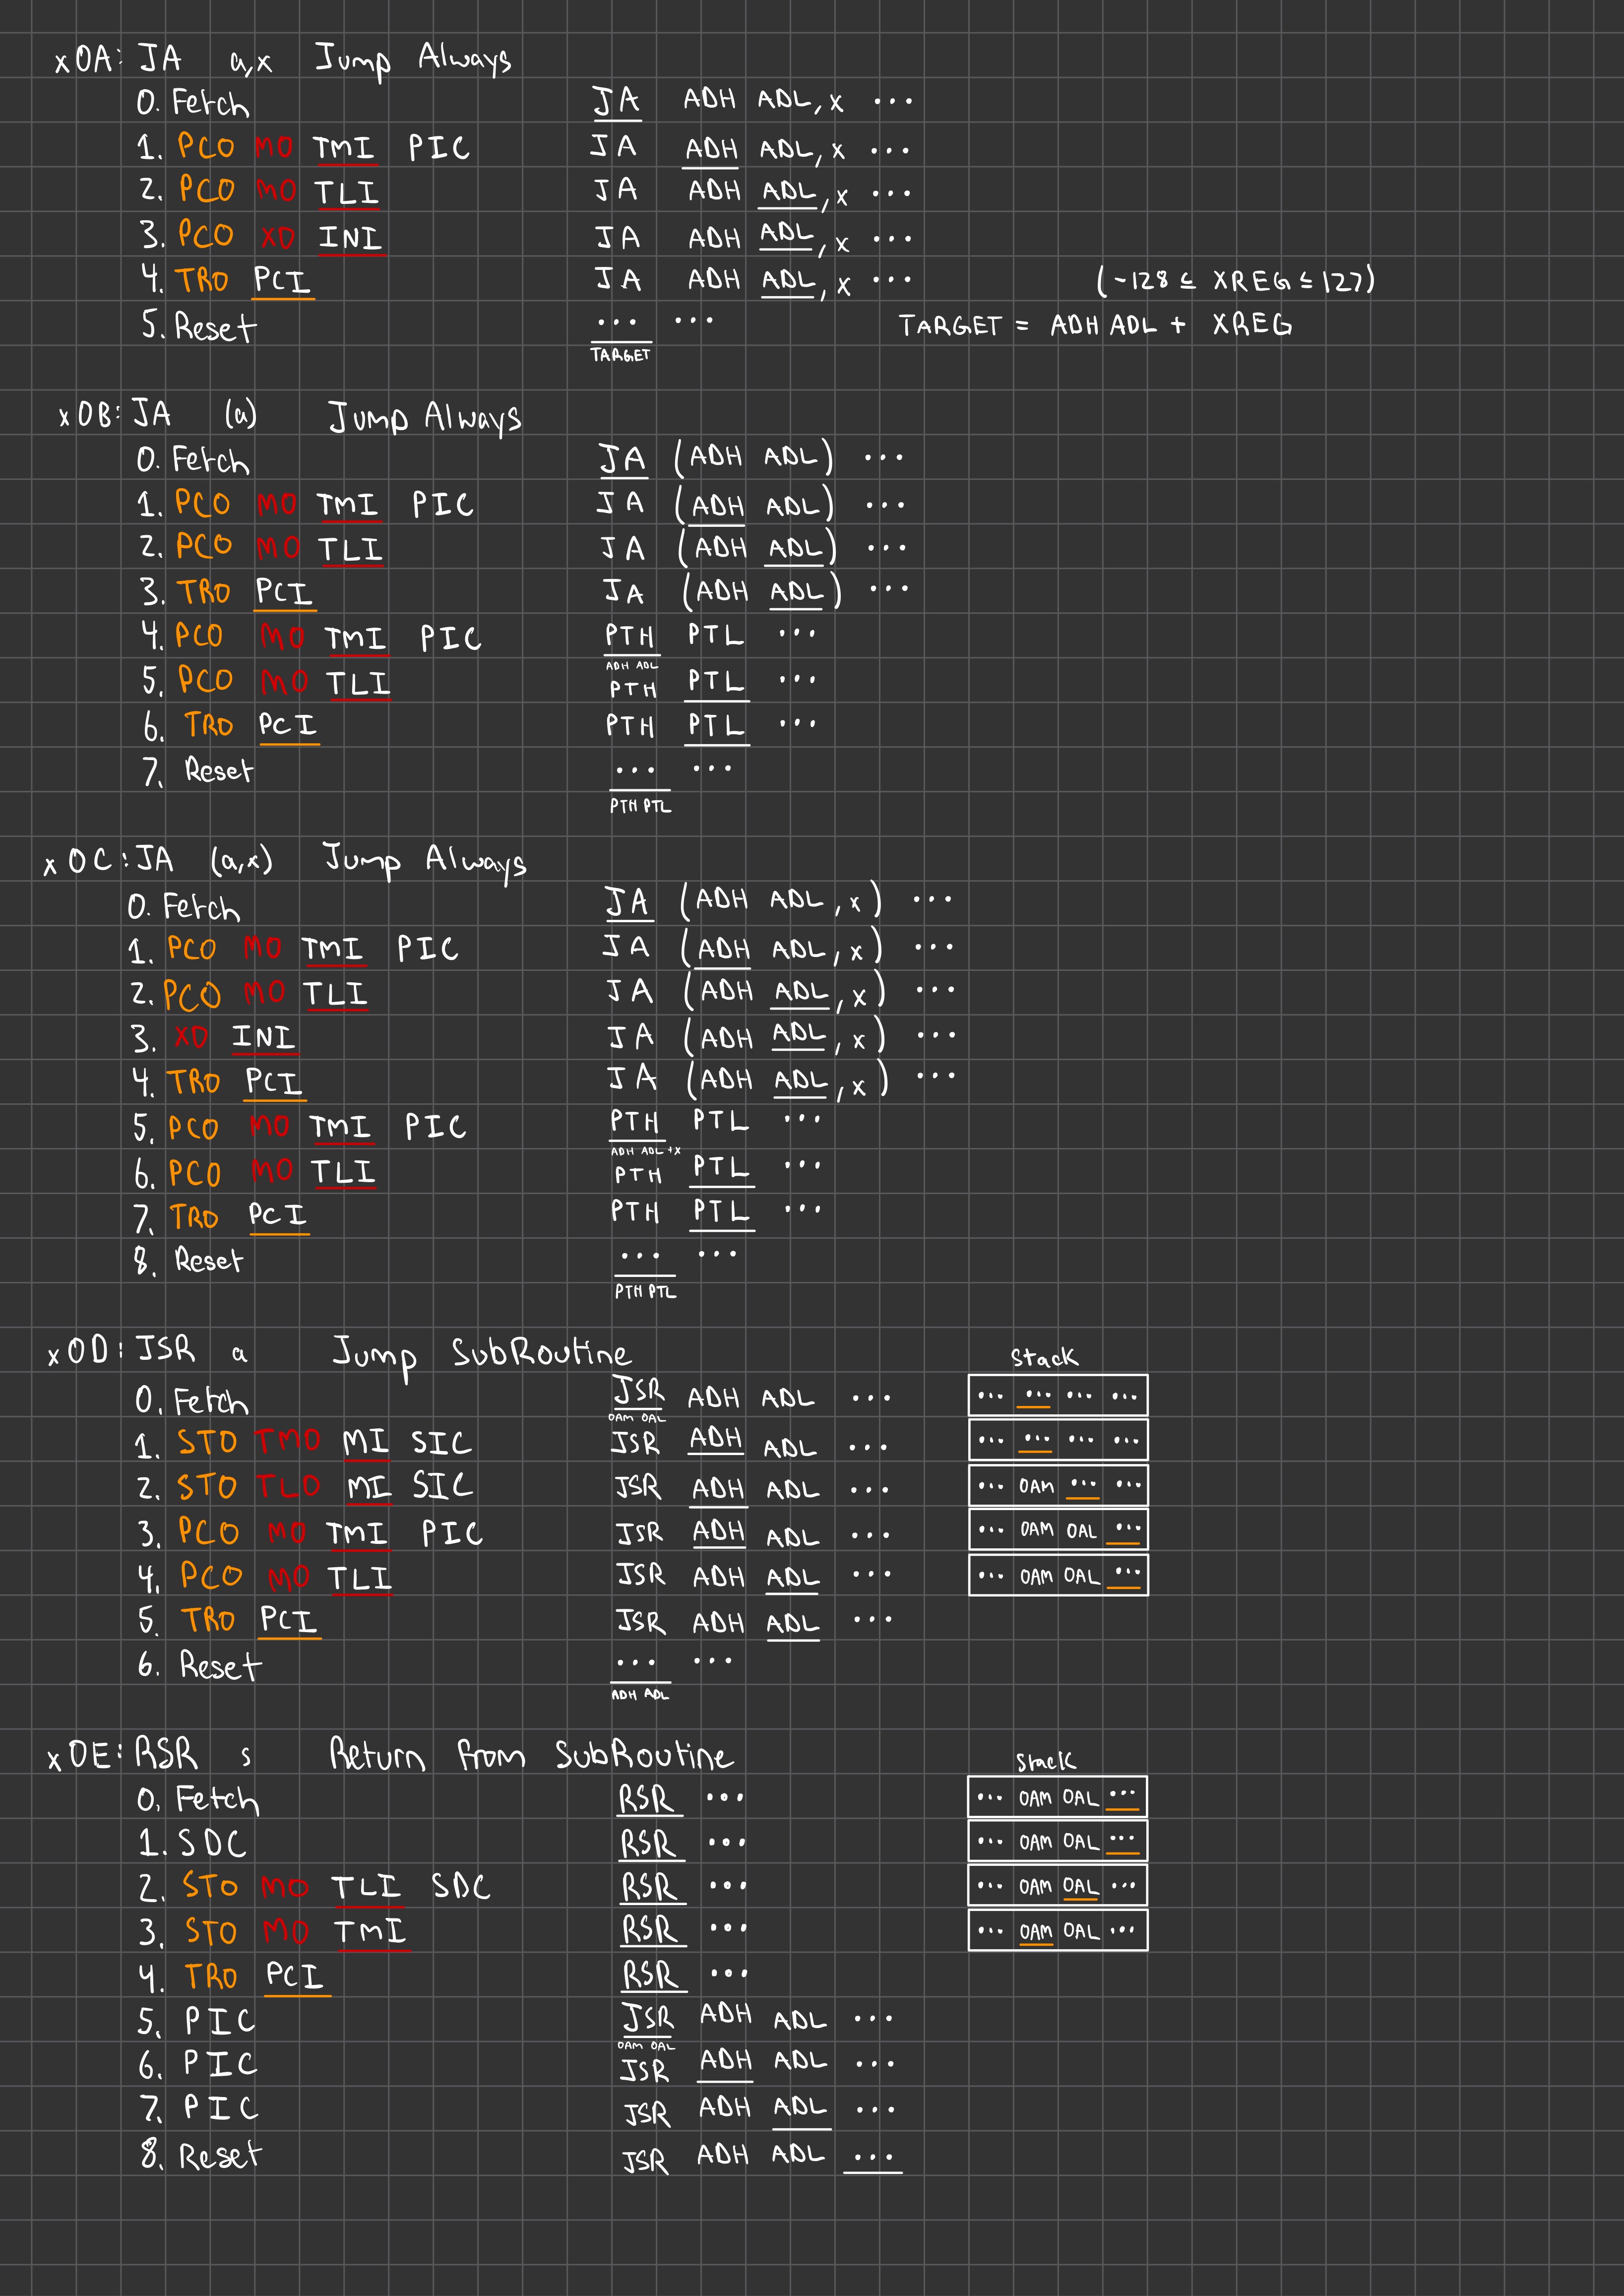 x0A: JA a,x Jump Always
0. Fetch JA ADH ADL,x ...
1. PCO MO TMI PIC JA ADH ADL,x ...
2. PCO MO TLI JA ADH ADL,x ...
3. PCO XO INI JA ADH ADL,x ...
4. TRO PCI JA ADH ADL,x ... (-128 ≤ XREG ≤ 127)
5. Reset ... ... TARGET = ADH ADL + XREG
TARGET
x0B: JA (a) Jump Always
0. Fetch JA (ADH ADL) ...
1. PCO MO TMI PIC JA (ADH ADL) ...
2. PCO MO TLI JA (ADH ADL) ...
3. TRO PCI JA (ADH ADL) ...
4. PCO MO TMI PIC PTH PTL ...
ADH ADL
5. PCO MO TLI PTH PTL ...
6. TRO PCI PTH PTL ...
7. Reset ... ...
PTH PTL
x0C: JA (a,x) Jump Always
0. Fetch JA (ADH ADL,x) ...
1. PCO MO TMI PIC JA (ADH ADL,x) ...
2. PCO MO TLI JA (ADH ADL,x) ...
3. XO INI JA (ADH ADL,x) ...
4. TRO PCI JA (ADH ADL,x) ...
5. PCO MO TMI PIC PTH PTL ...
ADH ADL +x
6. PCO MO TLI PTH PTL ...
7. TRO PCI PTH PTL ...
8. Reset ... ...
PTH PTL
x0D: JSR a Jump SubRoutine Stack
0. Fetch JSR ADH ADL ... ... ... ... ...
OAM OAL
1. STO TMO MI SIC JSR ADH ADL ... ... ... ... ...
2. STO TLO MI SIC JSR ADH ADL ... ... OAM ... ...
3. PCO MO TMI PIC JSR ADH ADL ... ... OAM OAL ...
4. PCO MO TLI JSR ADH ADL ... ... OAM OAL ...
5. TRO PCI JSR ADH ADL ...
6. Reset ... ...
ADH ADL
x0E: RSR s Return from SubRoutine Stack
0. Fetch RSR ... ... OAM OAL ...
1. SDC RSR ... ... OAM OAL ...
2. STO MO TLI SDC RSR ... ... OAM OAL ...
3. STO MO TMI RSR ... ... OAM OAL ...
4. TRO PCI RSR ...
5. PIC JSR ADH ADL ...
OAM OAL
6. PIC JSR ADH ADL ...
7. PIC JSR ADH ADL ...
8. Reset JSR ADH ADL ...